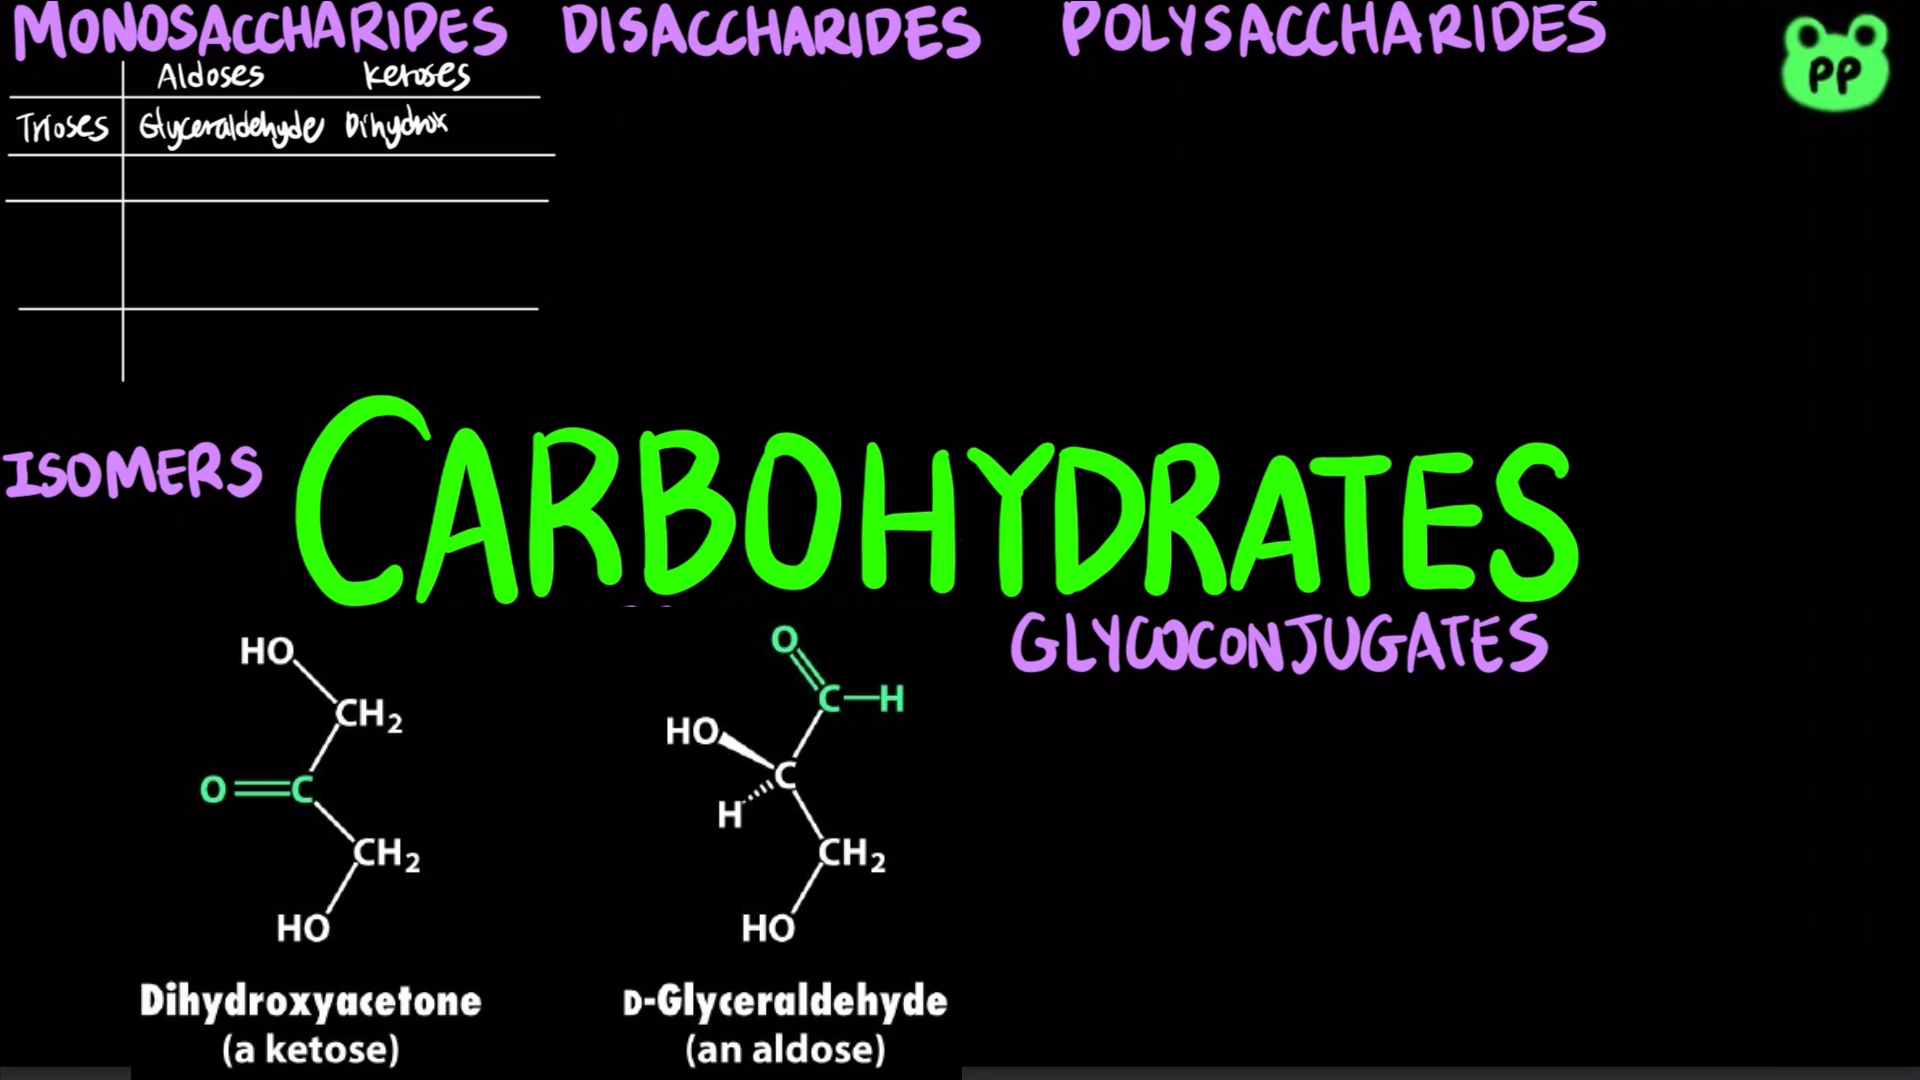 MONOSACCHARIDES DISACCHARIDES POLYSACCHARIDES
PP
Aldoses Ketoses
Trioses Glyceraldehyde Dihydrox
ISOMERS
CARBOHYDRATES
GLYCOCONJUGATES
HO
CH2
O C
CH2
HO
Dihydroxyacetone
(a ketose)
O
C H
HO
C
H
CH2
HO
D-Glyceraldehyde
(an aldose)